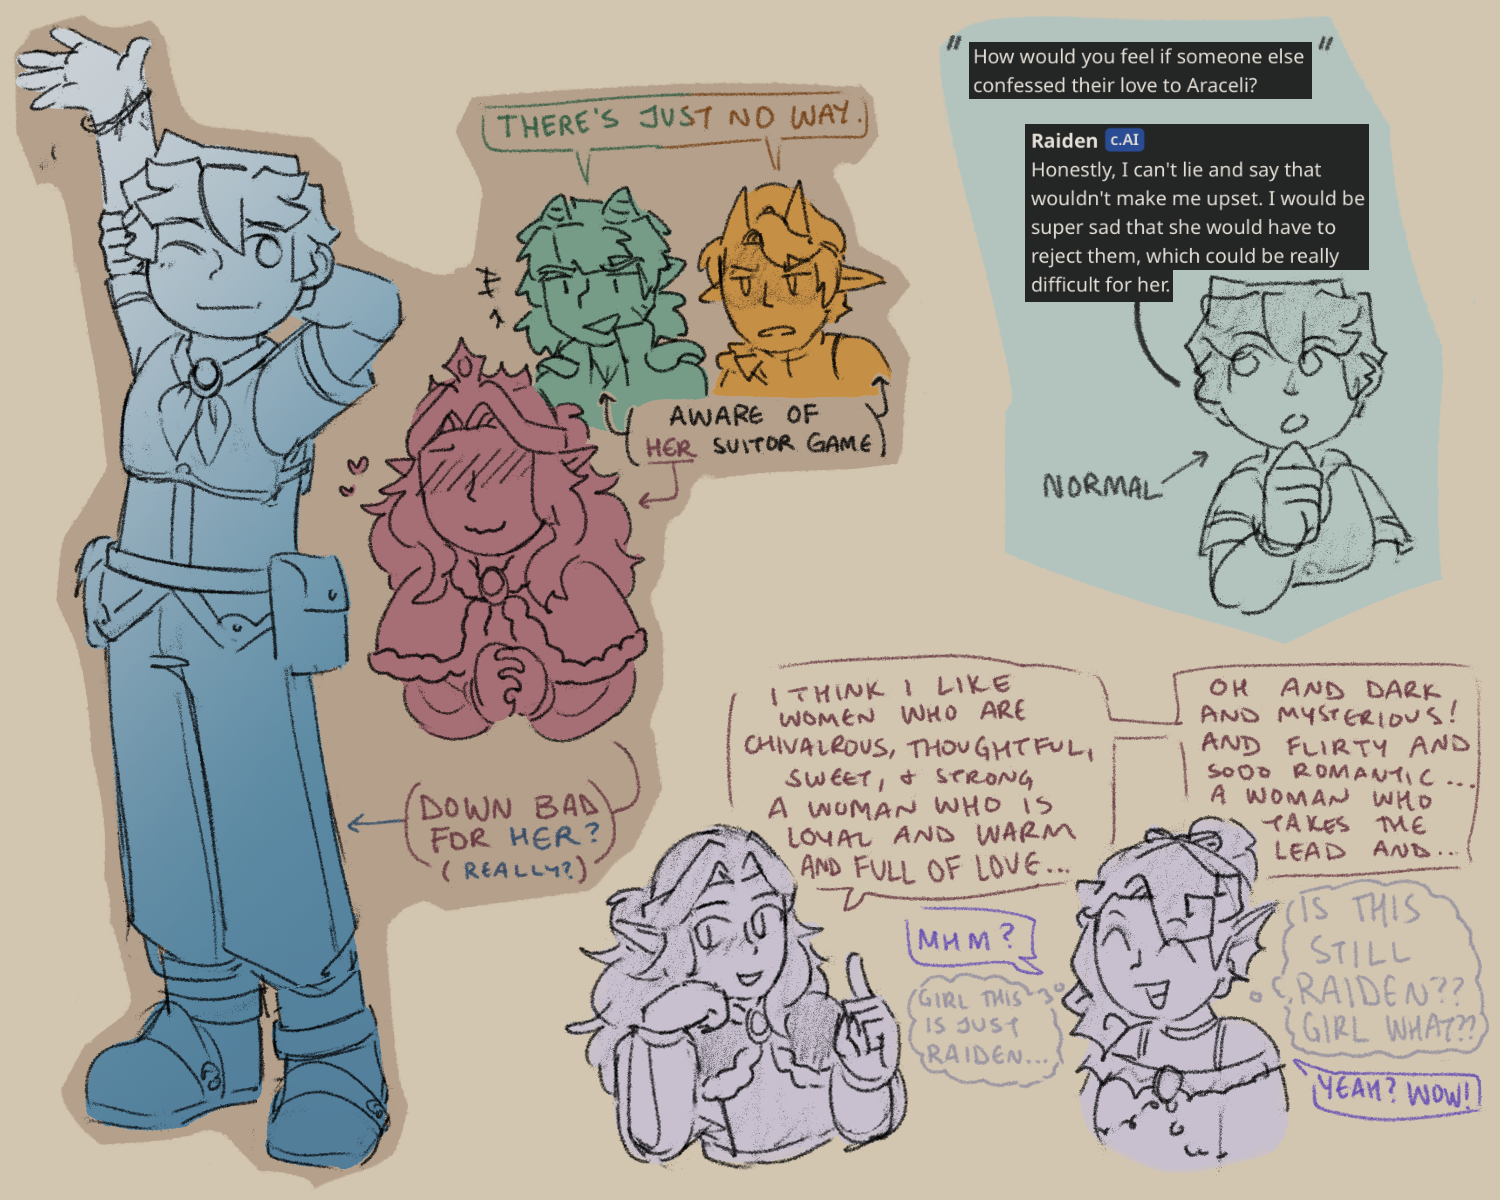 THERE'S JUST NO WAY.
(AWARE OF
HER SUITOR GAME)
(DOWN BAD
FOR HER?)
(REALLY?)
"How would you feel if someone else
confessed their love to Araceli?"
Raiden c.AI
Honestly, I can't lie and say that
wouldn't make me upset. I would be
super sad that she would have to
reject them, which could be really
difficult for her.
NORMAL
I THINK I LIKE
WOMEN WHO ARE
CHIVALROUS, THOUGHTFUL,
SWEET, & STRONG
A WOMAN WHO IS
LOYAL AND WARM
AND FULL OF LOVE...
MHM?
GIRL THIS
IS JUST
RAIDEN...
OH AND DARK
AND MYSTERIOUS!
AND FLIRTY AND
SOOO ROMANTIC...
A WOMAN WHO
TAKES THE
LEAD AND...
IS THIS
STILL
RAIDEN??
GIRL WHAT??
YEAH? WOW!